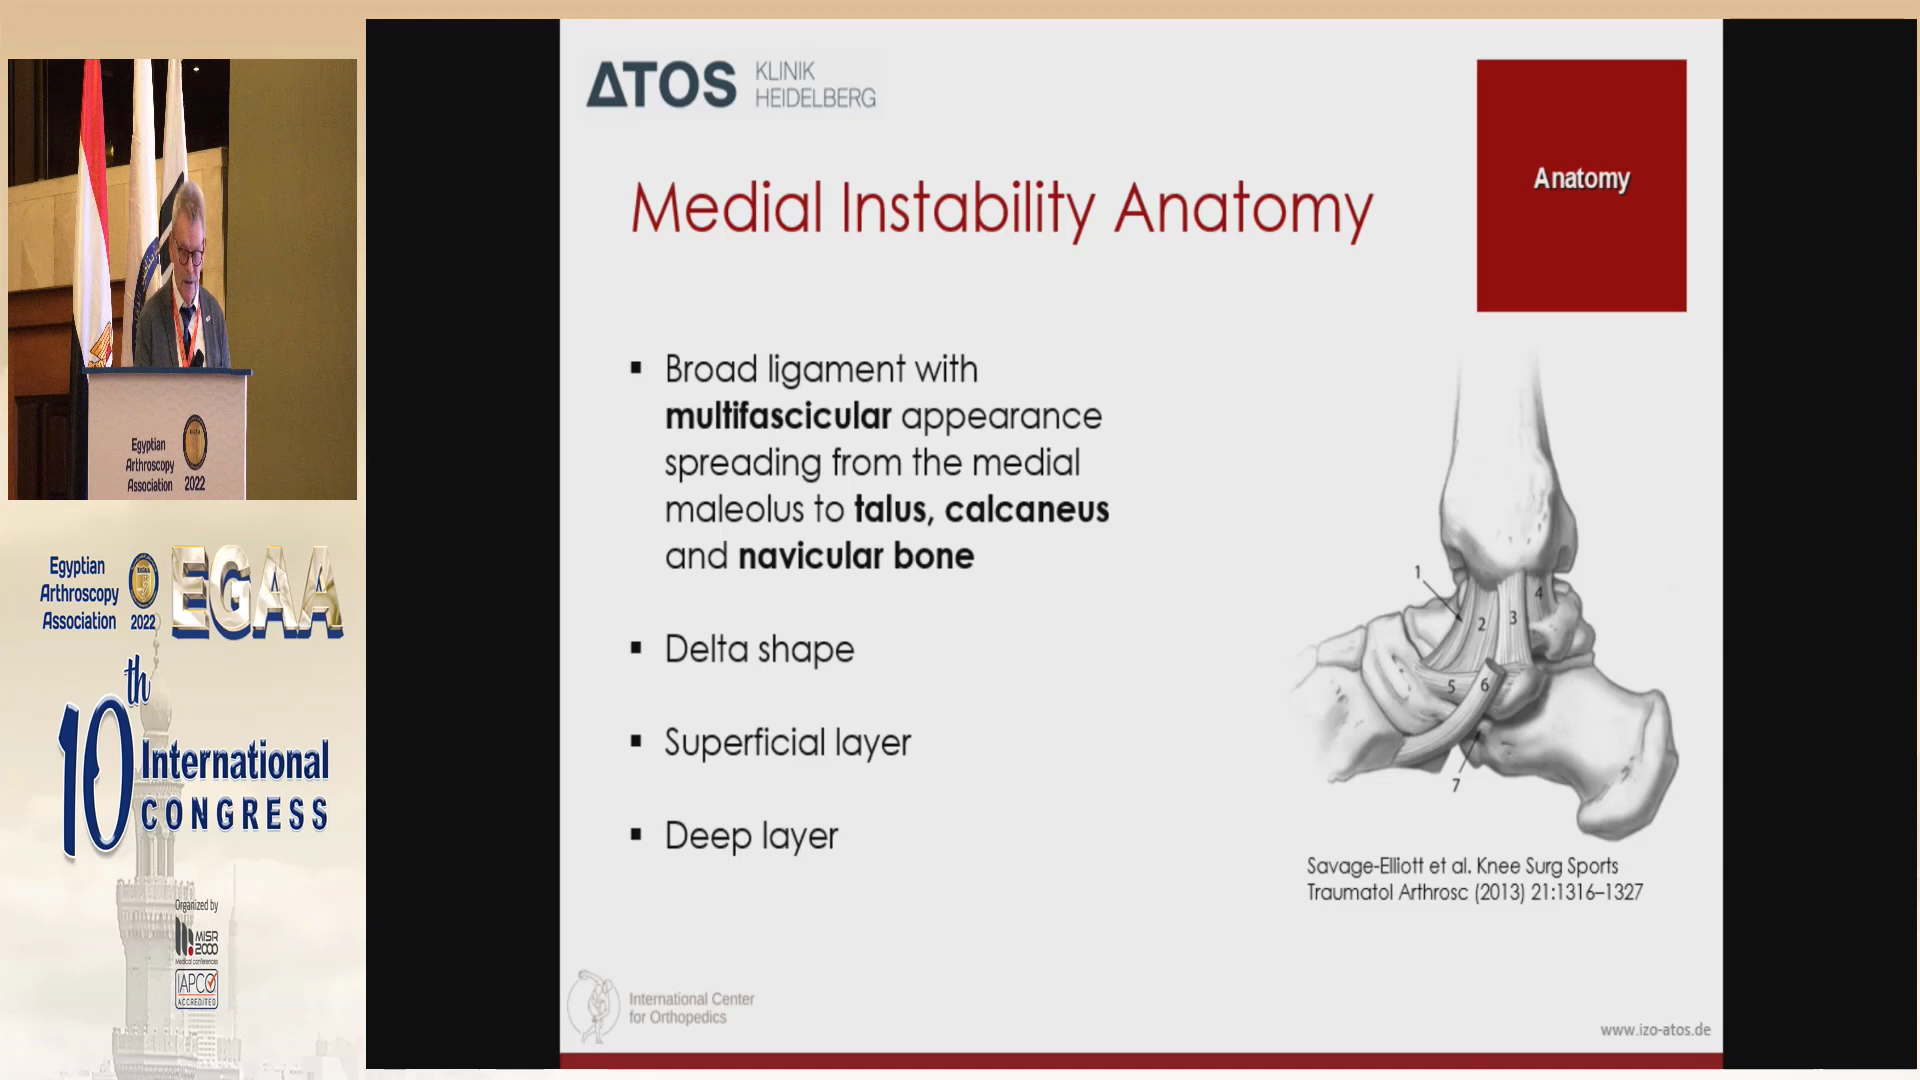 ATOS KLINIK
HEIDELBERG
Anatomy
Medial Instability Anatomy
▪ Broad ligament with
multifascicular appearance
spreading from the medial
maleolus to talus, calcaneus
and navicular bone
▪ Delta shape
▪ Superficial layer
▪ Deep layer
1
2
3
4
5
6
7
Savage-Elliott et al. Knee Surg Sports
Traumatol Arthrosc (2013) 21:1316–1327
International Center
for Orthopedics
www.izo-atos.de
Egyptian
Arthroscopy
Association 2022
Egyptian
Arthroscopy
Association
2022
EGAA
10th
International
CONGRESS
Organized by
MISR
2000
Medical conferences
IAPCO
ACCREDITED